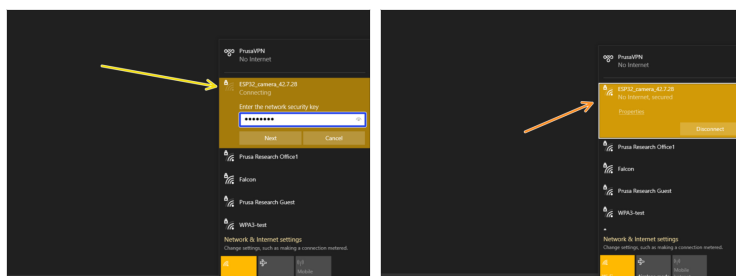 PrusaVPN
No Internet
ESP32_camera_42.7.28
Connecting
Enter the network security key
••••••••
Next
Cancel
Prusa Research Office1
Falcon
Prusa Research Guest
WPA3-test
Network & Internet settings
Change settings, such as making a connection metered.
Mobile
PrusaVPN
No Internet
ESP32_camera_42.7.28
No Internet, secured
Properties
Disconnect
Prusa Research Office1
Falcon
Prusa Research Guest
WPA3-test
Network & Internet settings
Change settings, such as making a connection metered.
Mobile